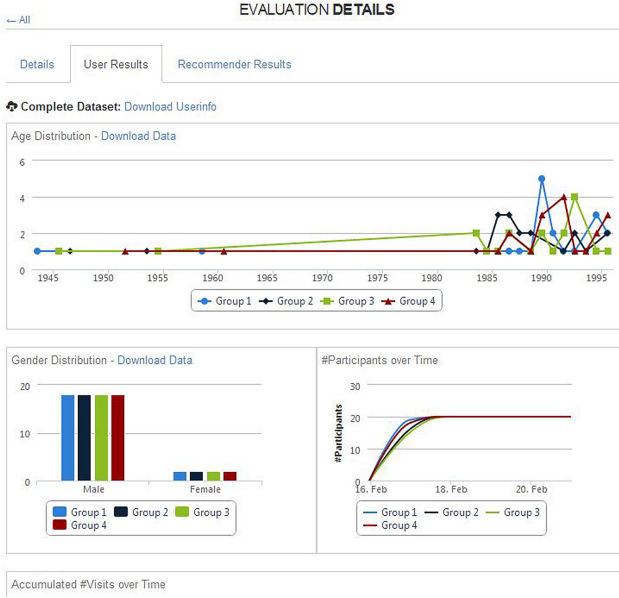 EVALUATION DETAILS
← All
Details User Results Recommender Results
Complete Dataset: Download Userinfo
Age Distribution - Download Data
6
4
2
0
1945 1950 1955 1960 1965 1970 1975 1980 1985 1990 1995
Group 1 Group 2 Group 3 Group 4
Gender Distribution - Download Data
20
10
0
Male Female
Group 1 Group 2 Group 3
Group 4
#Participants over Time
#Participants
30
20
10
0
16. Feb 18. Feb 20. Feb
Group 1 Group 2 Group 3
Group 4
Accumulated #Visits over Time